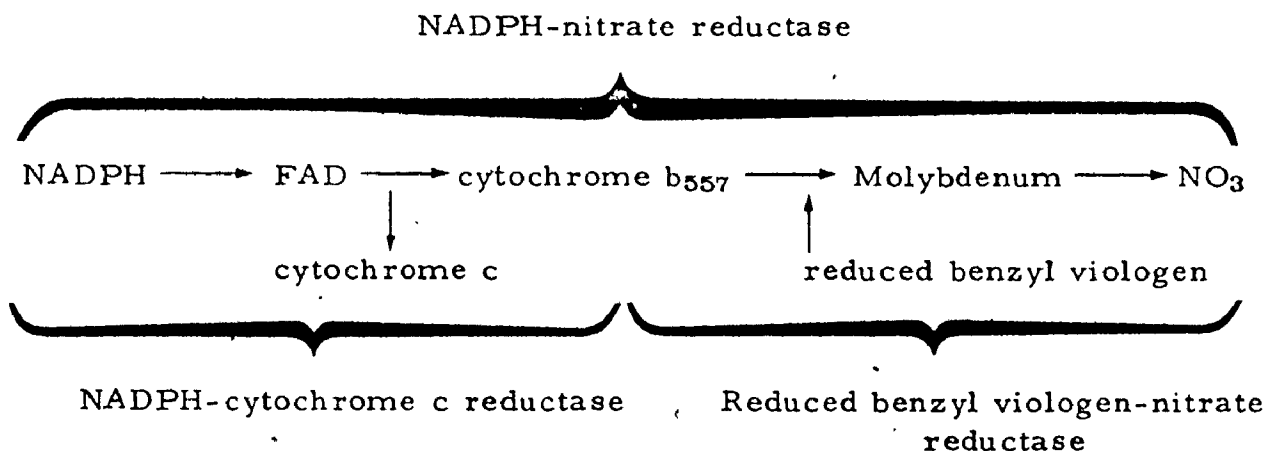 NADPH-nitrate reductase
NADPH → FAD → cytochrome b557 → Molybdenum → NO3
cytochrome c reduced benzyl viologen
NADPH-cytochrome c reductase Reduced benzyl viologen-nitrate
reductase